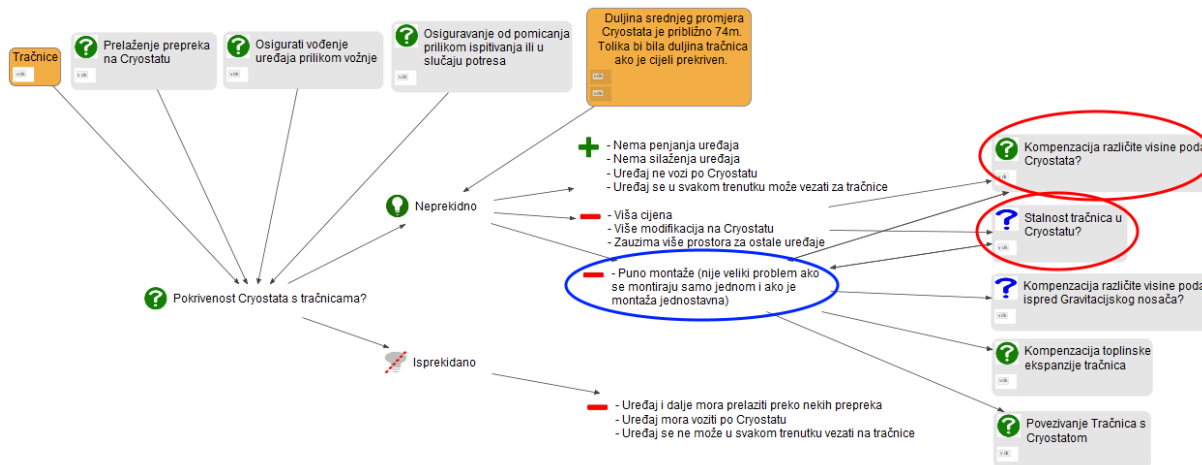 Tračnice
Prelaženje prepreka
na Cryostatu
Osigurati vođenje
uređaja prilikom vožnje
Osiguravanje od pomicanja
prilikom ispitivanja ili u
slučaju potresa
Duljina srednjeg promjera
Cryostata je približno 74m.
Tolika bi bila duljina tračnica
ako je cijeli prekriven.
- Nema penjanja uređaja
- Nema silaženja uređaja
- Uređaj ne vozi po Cryostatu
- Uređaj se u svakom trenutku može vezati za tračnice
Kompenzacija različite visine poda
Cryostata?
Neprekidno
- Viša cijena
- Više modifikacija na Cryostatu
- Zauzima više prostora za ostale uređaje
Stalnost tračnica u
Cryostatu?
- Puno montaže (nije veliki problem ako
se montiraju samo jednom i ako je
montaža jednostavna)
Pokrivenost Cryostata s tračnicama?
Kompenzacija različite visine poda
ispred Gravitacijskog nosača?
Isprekidano
Kompenzacija toplinske
ekspanzije tračnica
- Uređaj i dalje mora prelaziti preko nekih prepreka
- Uređaj mora voziti po Cryostatu
- Uređaj se ne može u svakom trenutku vezati na tračnice
Povezivanje Tračnica s
Cryostatom